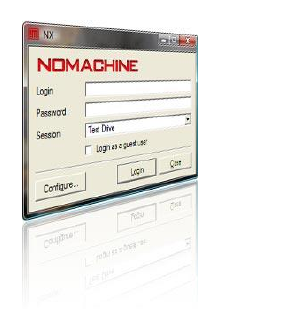 NX
NOMACHINE
Login
Password
Session
Test Drive
Login as a guest user
Configure...
Login
Close